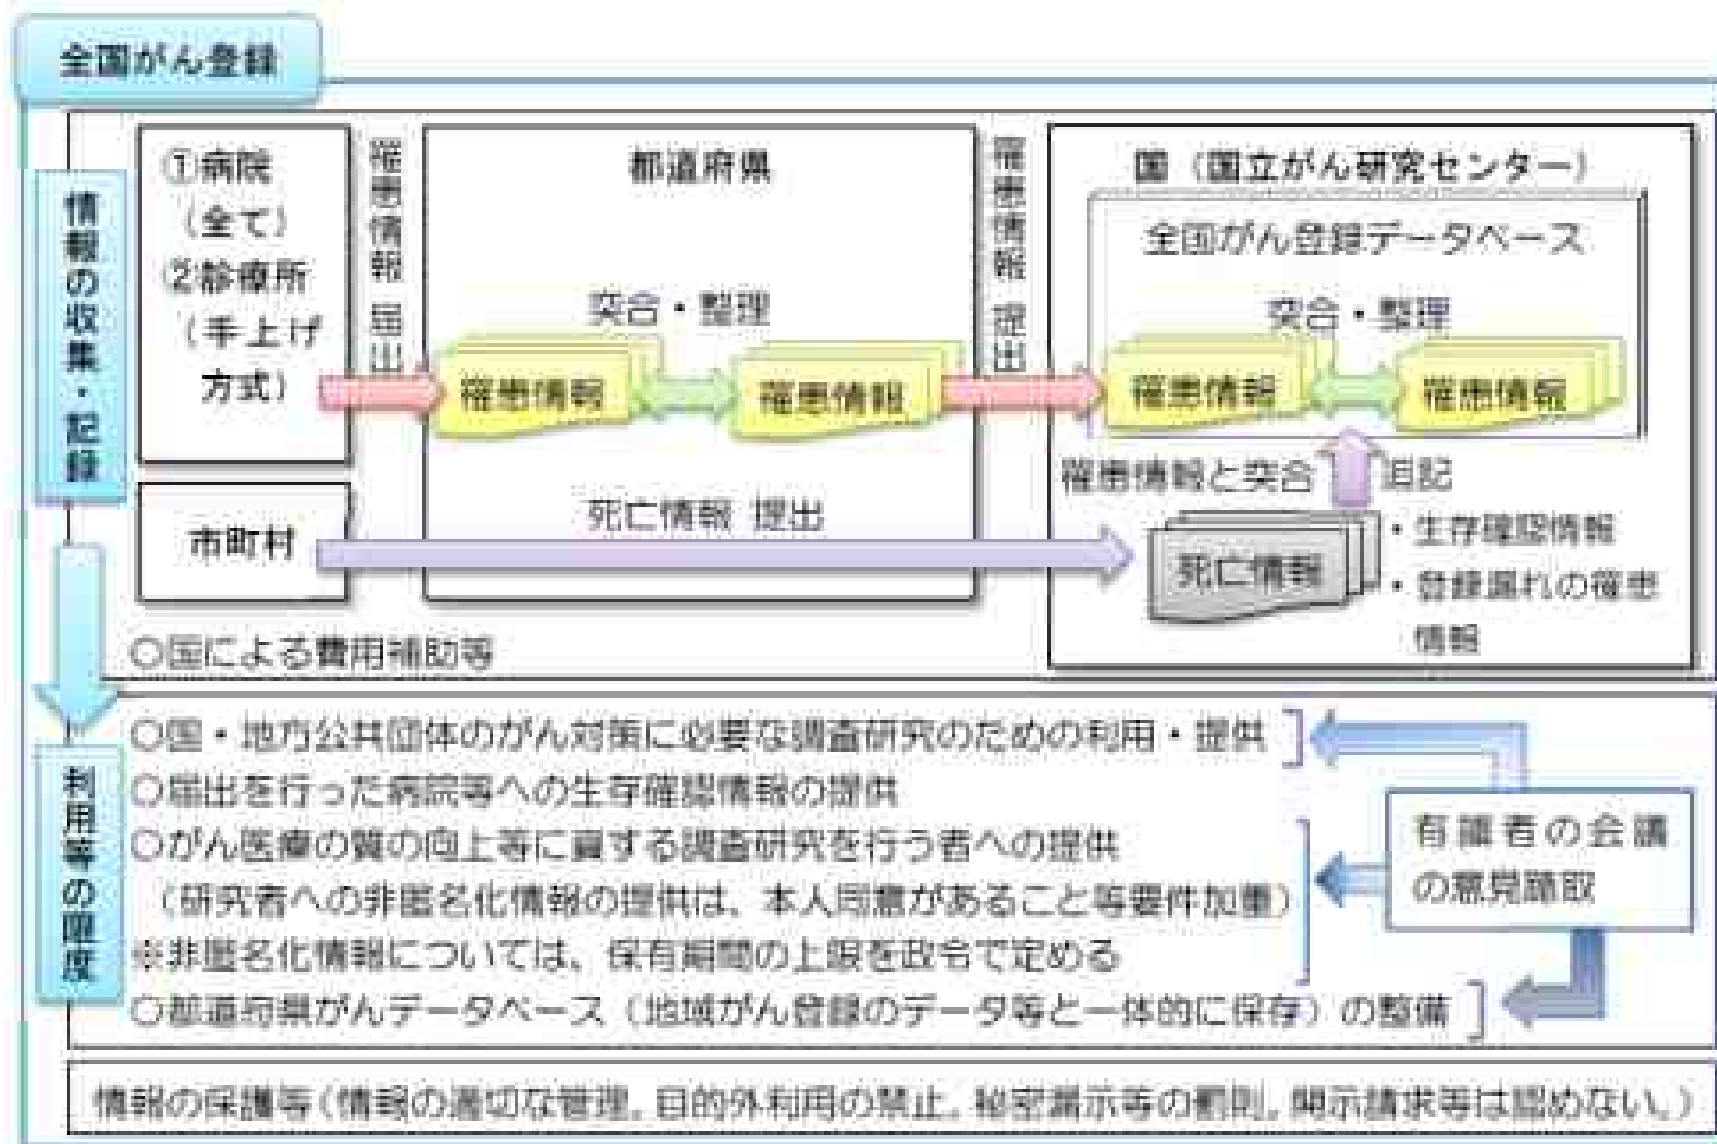 全国がん登録
情報の収集・記録
①病院
(全て)
②診療所
(手上げ
方式)
罹患情報 届出
都道府県
突合・整理
罹患情報
罹患情報
罹患情報 提出
国(国立がん研究センター)
全国がん登録データベース
突合・整理
罹患情報
罹患情報
罹患情報と突合
追記
市町村
死亡情報 提出
死亡情報
・生存確認情報
・登録漏れの罹患
情報
○国による費用補助等
利用等の限度
○国・地方公共団体のがん対策に必要な調査研究のための利用・提供
○届出を行った病院等への生存確認情報の提供
○がん医療の質の向上等に資する調査研究を行う者への提供
(研究者への非匿名化情報の提供は、本人同意があること等要件加重)
※非匿名化情報については、保有期間の上限を政令で定める
○都道府県がんデータベース(地域がん登録のデータ等と一体的に保存)の整備
有識者の会議
の意見聴取
情報の保護等(情報の適切な管理。目的外利用の禁止。秘密漏示等の罰則。開示請求等は認めない。)